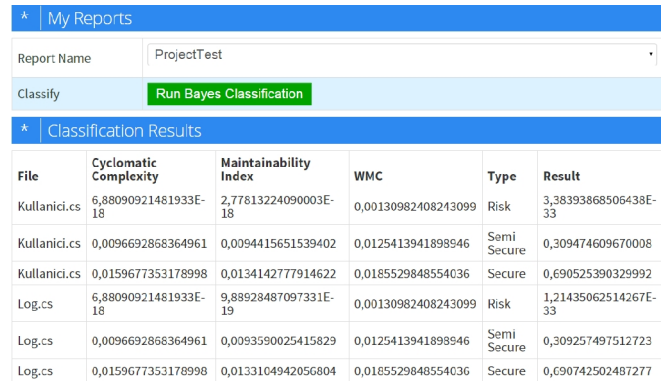 * My Reports
Report Name ProjectTest
Classify Run Bayes Classification
* Classification Results
File Cyclomatic Complexity Maintainability Index WMC Type Result
Kullanici.cs 6,88090921481933E-18 2,77813224090003E-18 0,00130982408243099 Risk 3,38393868506438E-33
Kullanici.cs 0,0096692868364961 0,0094415651539402 0,0125413941898946 Semi Secure 0,309474609670008
Kullanici.cs 0,0159677353178998 0,0134142777914622 0,0185529848554036 Secure 0,690525390329992
Log.cs 6,88090921481933E-18 9,88928487097331E-19 0,00130982408243099 Risk 1,21435062514267E-33
Log.cs 0,0096692868364961 0,0093590025415829 0,0125413941898946 Semi Secure 0,309257497512723
Log.cs 0,0159677353178998 0,0133104942056804 0,0185529848554036 Secure 0,690742502487277